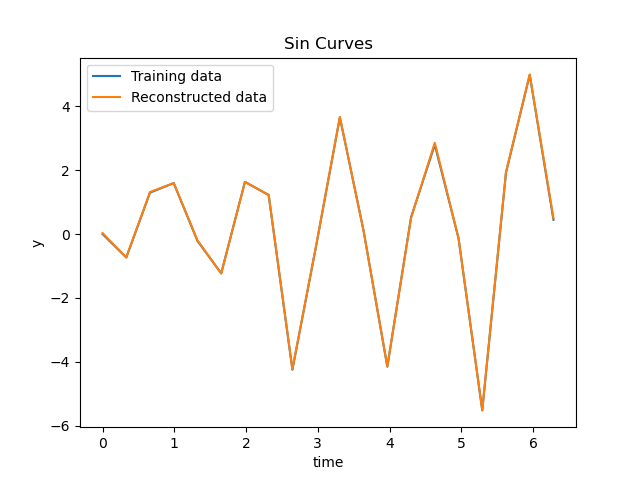 Sin Curves
Training data
Reconstructed data
y
4
2
0
−2
−4
−6
0 1 2 3 4 5 6
time